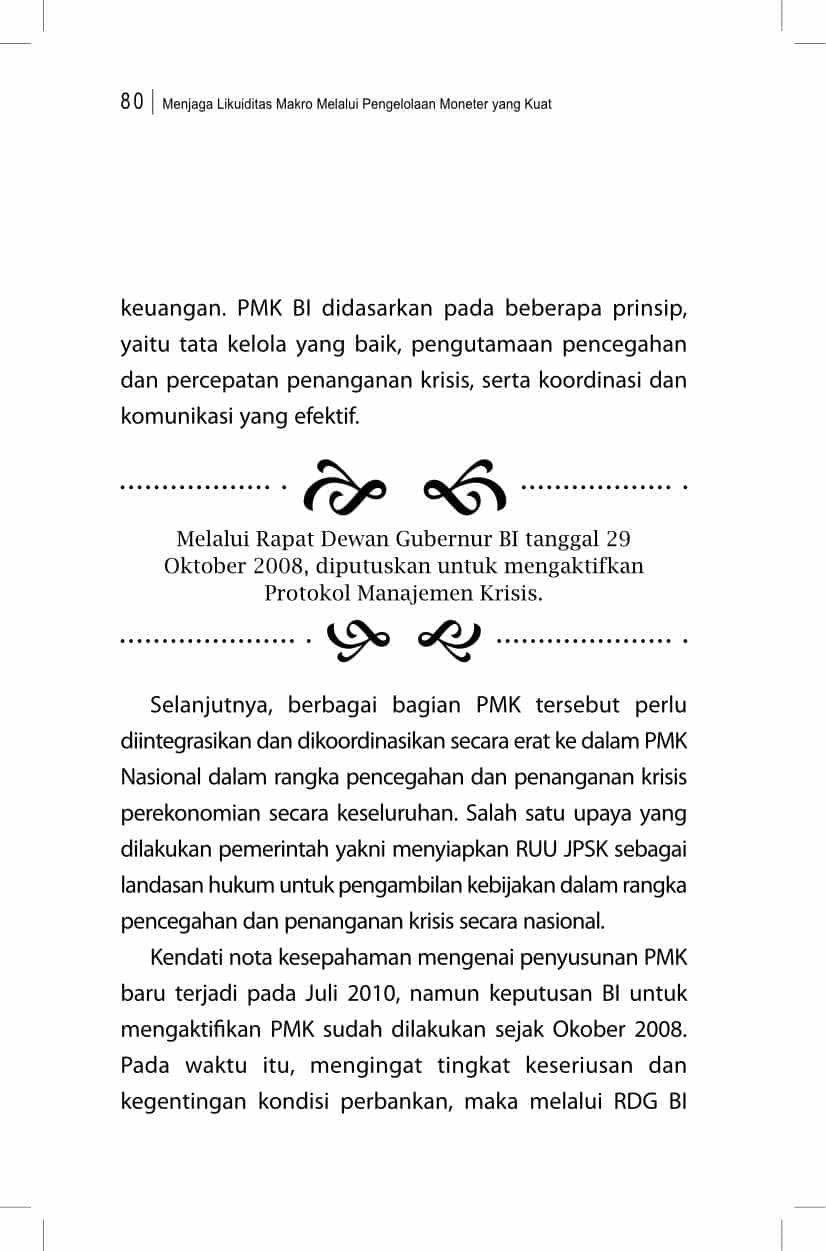 80 Menjaga Likuiditas Makro Melalui Pengelolaan Moneter yang Kuat
keuangan. PMK BI didasarkan pada beberapa prinsip,
yaitu tata kelola yang baik, pengutamaan pencegahan
dan percepatan penanganan krisis, serta koordinasi dan
komunikasi yang efektif.
Melalui Rapat Dewan Gubernur BI tanggal 29
Oktober 2008, diputuskan untuk mengaktifkan
Protokol Manajemen Krisis.
Selanjutnya, berbagai bagian PMK tersebut perlu
diintegrasikan dan dikoordinasikan secara erat ke dalam PMK
Nasional dalam rangka pencegahan dan penanganan krisis
perekonomian secara keseluruhan. Salah satu upaya yang
dilakukan pemerintah yakni menyiapkan RUU JPSK sebagai
landasan hukum untuk pengambilan kebijakan dalam rangka
pencegahan dan penanganan krisis secara nasional.
Kendati nota kesepahaman mengenai penyusunan PMK
baru terjadi pada Juli 2010, namun keputusan BI untuk
mengaktifikan PMK sudah dilakukan sejak Okober 2008.
Pada waktu itu, mengingat tingkat keseriusan dan
kegentingan kondisi perbankan, maka melalui RDG BI